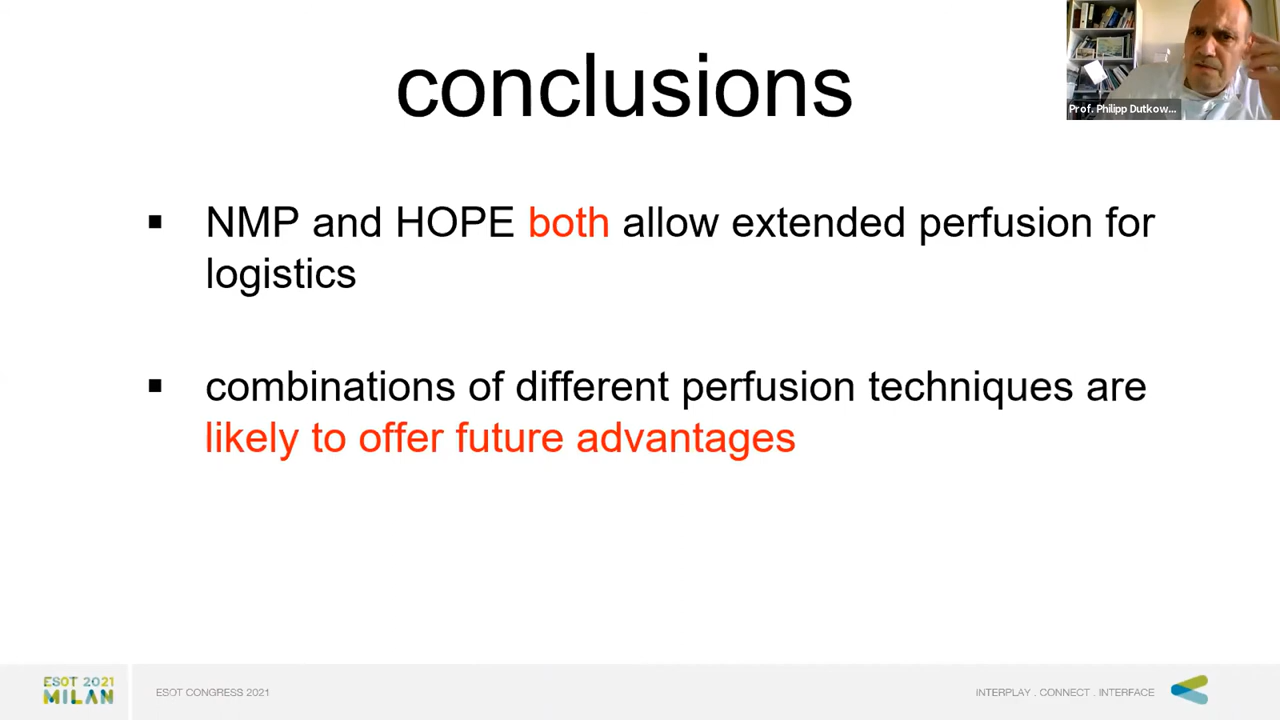 conclusions
Prof. Philipp Dutkow...
▪ NMP and HOPE both allow extended perfusion for
logistics
▪ combinations of different perfusion techniques are
likely to offer future advantages
ESOT 2021
MILAN
ESOT CONGRESS 2021
INTERPLAY . CONNECT . INTERFACE